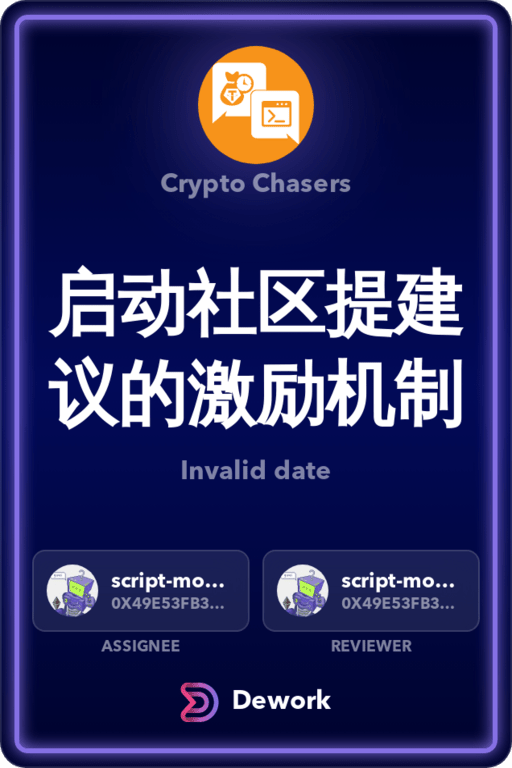 Crypto Chasers
启动社区提建
议的激励机制
Invalid date
script-mo...
0X49E53FB3...
ASSIGNEE
script-mo...
0X49E53FB3...
REVIEWER
Dework